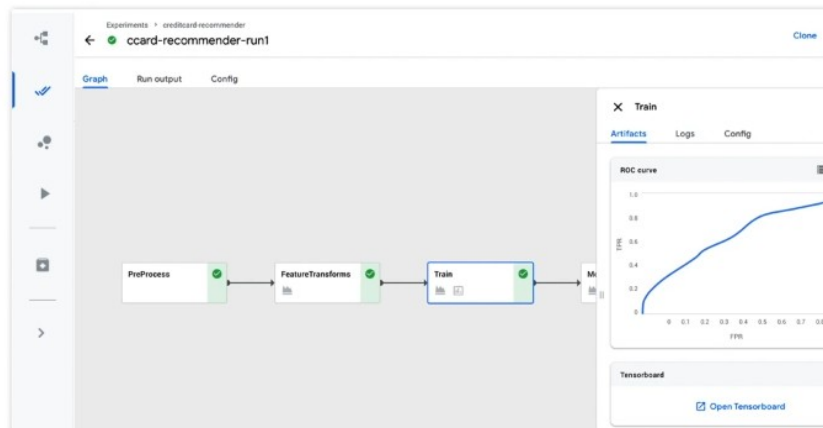 Experiments > creditcard-recommender
ccard-recommender-run1
Clone
Graph Run output Config
PreProcess
FeatureTransforms
Train
Train
Artifacts Logs Config
ROC curve
1.0
0.8
0.6
0.4
0.2
0
TPR
0 0.1 0.2 0.3 0.4 0.5 0.6 0.7
FPR
Tensorboard
Open Tensorboard